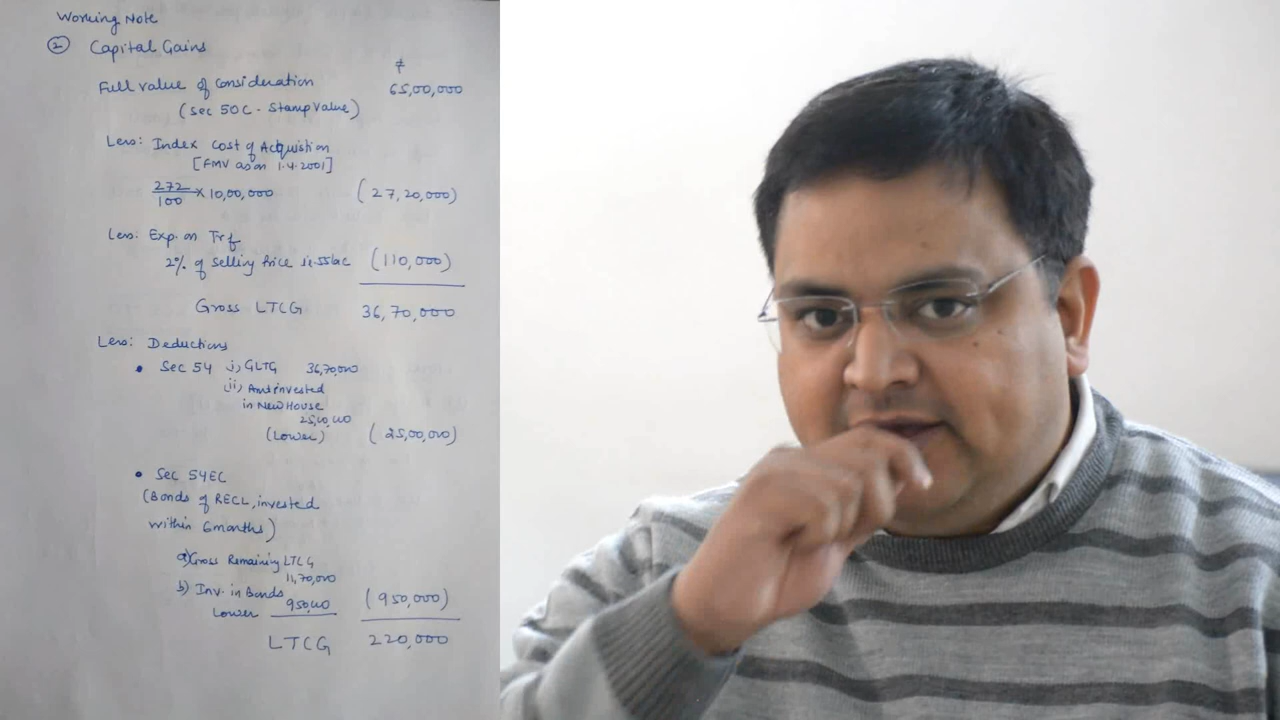 Working Note
② Capital Gains
₹
Full value of consideration 65,00,000
(Sec 50C - Stamp Value)
Less: Index Cost of Acquistion
[FMV as on 1.4.2001]
272/100 × 10,00,000 (27,20,000)
Less: Exp. on Trf
2% of selling Price i.e. 55 lac (110,000)
Gross LTCG 36,70,000
Less: Deductions
• Sec 54 i) GLTG 36,70,000
(ii) Amt invested
in New House
25,00,000
(Lower) (25,00,000)
• Sec 54EC
(Bonds of RECL, invested
within 6 months)
a) Gross Remaining LTCG
11,70,000
b) Inv. in Bonds
950,000 (950,000)
Lower
LTCG 220,000